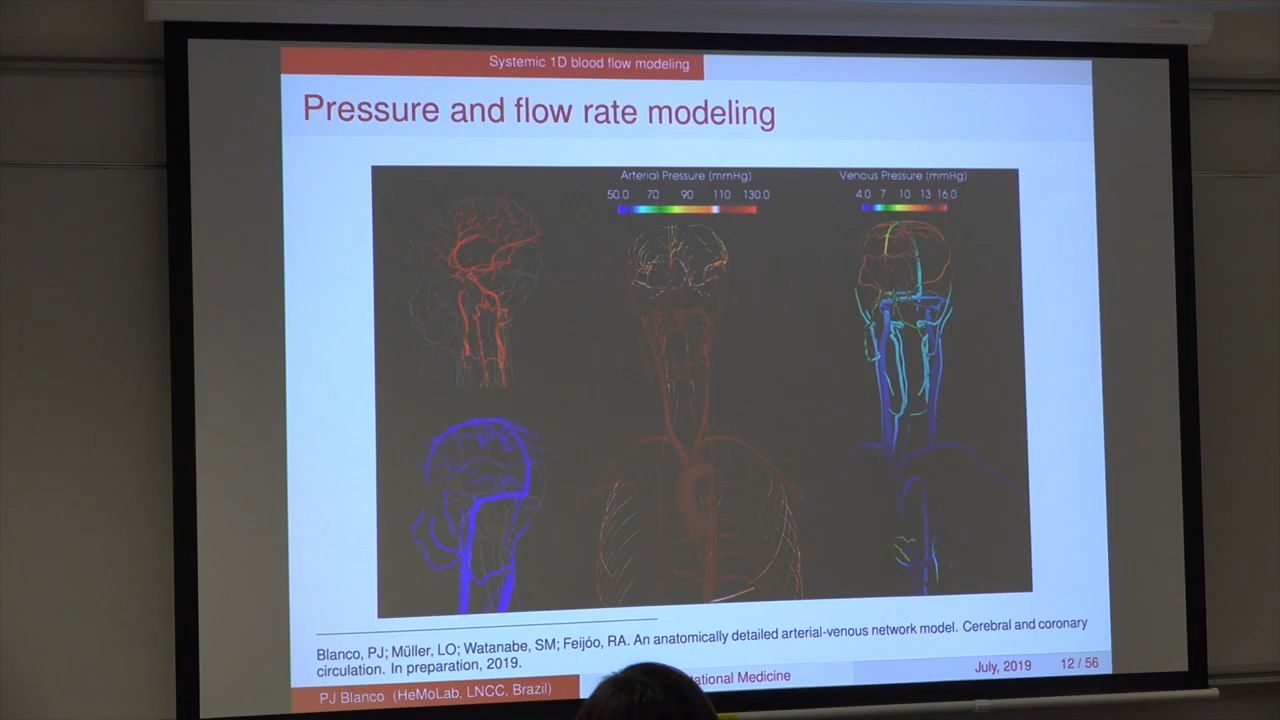 Systemic 1D blood flow modeling
Pressure and flow rate modeling
Arterial Pressure (mmHg)
50.0 70 90 110 130.0
Venous Pressure (mmHg)
4.0 7 10 13 16.0
Blanco, PJ; Müller, LO; Watanabe, SM; Feijóo, RA. An anatomically detailed arterial-venous network model. Cerebral and coronary
circulation. In preparation, 2019.
PJ Blanco (HeMoLab, LNCC, Brazil)
Medicine
July, 2019 12 / 56